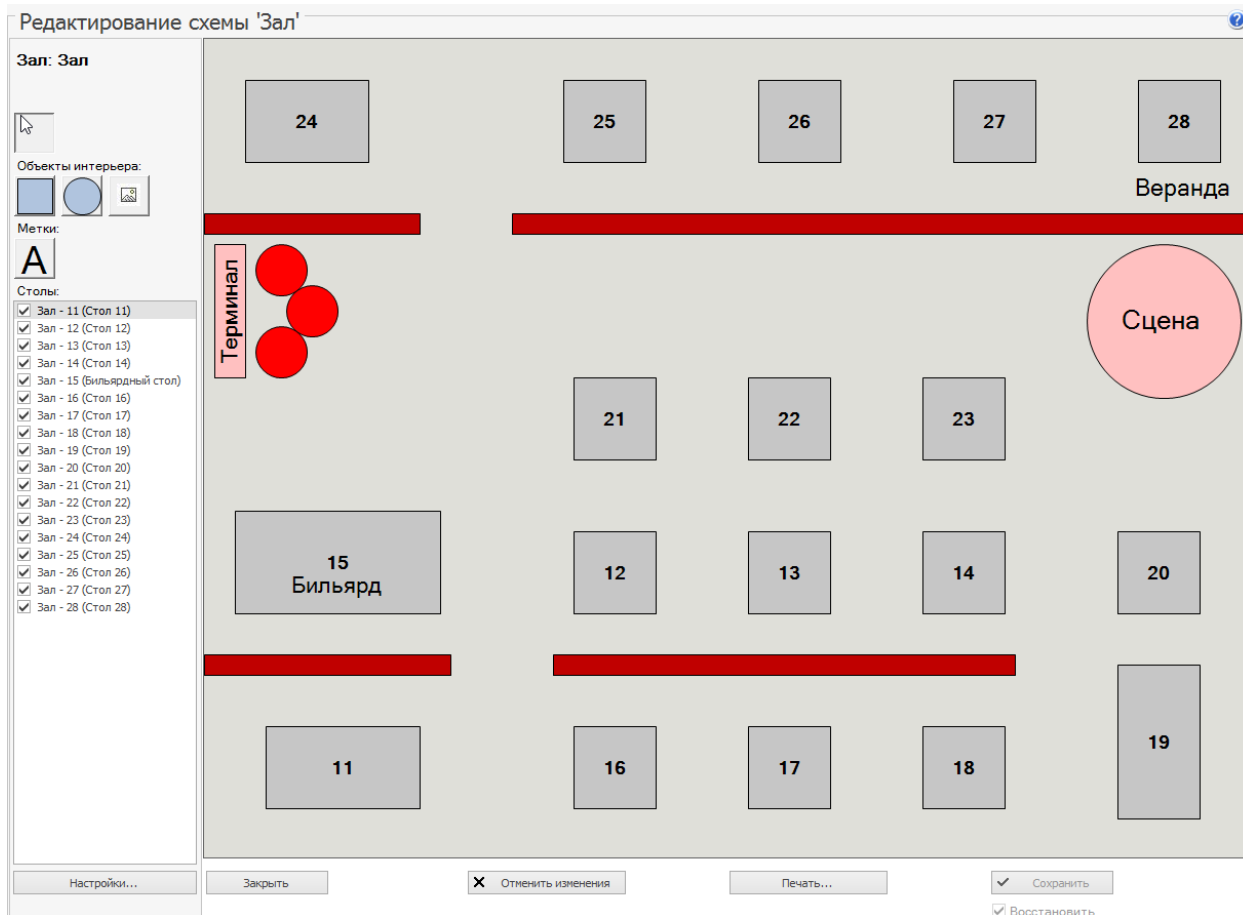 Редактирование схемы 'Зал'
?
Зал: Зал
Объекты интерьера:
Метки:
A
Столы:
Зал - 11 (Стол 11)
Зал - 12 (Стол 12)
Зал - 13 (Стол 13)
Зал - 14 (Стол 14)
Зал - 15 (Бильярдный стол)
Зал - 16 (Стол 16)
Зал - 17 (Стол 17)
Зал - 18 (Стол 18)
Зал - 19 (Стол 19)
Зал - 20 (Стол 20)
Зал - 21 (Стол 21)
Зал - 22 (Стол 22)
Зал - 23 (Стол 23)
Зал - 24 (Стол 24)
Зал - 25 (Стол 25)
Зал - 26 (Стол 26)
Зал - 27 (Стол 27)
Зал - 28 (Стол 28)
24 25 26 27 28
Веранда
Терминал
Сцена
21 22 23
15
Бильярд
12 13 14 20
11 16 17 18 19
Настройки... Закрыть Отменить изменения Печать... Сохранить
Восстановить